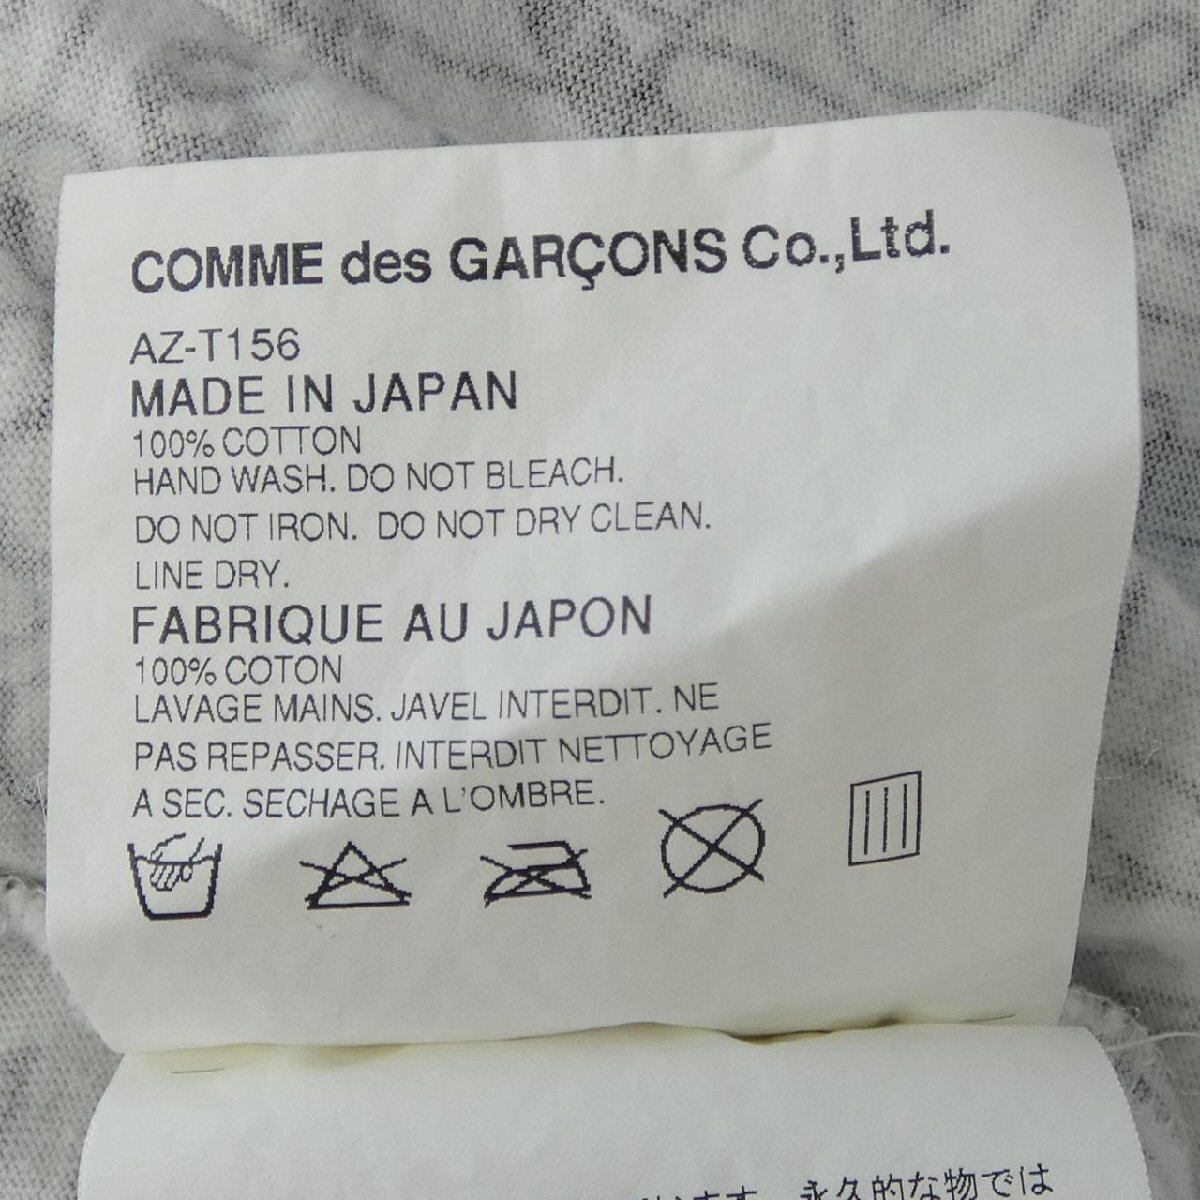 COMME des GARÇONS Co.,Ltd.
AZ-T156
MADE IN JAPAN
100% COTTON
HAND WASH. DO NOT BLEACH.
DO NOT IRON. DO NOT DRY CLEAN.
LINE DRY.
FABRIQUE AU JAPON
100% COTON
LAVAGE MAINS. JAVEL INTERDIT. NE
PAS REPASSER. INTERDIT NETTOYAGE
A SEC. SECHAGE A L'OMBRE.
永久的な物では